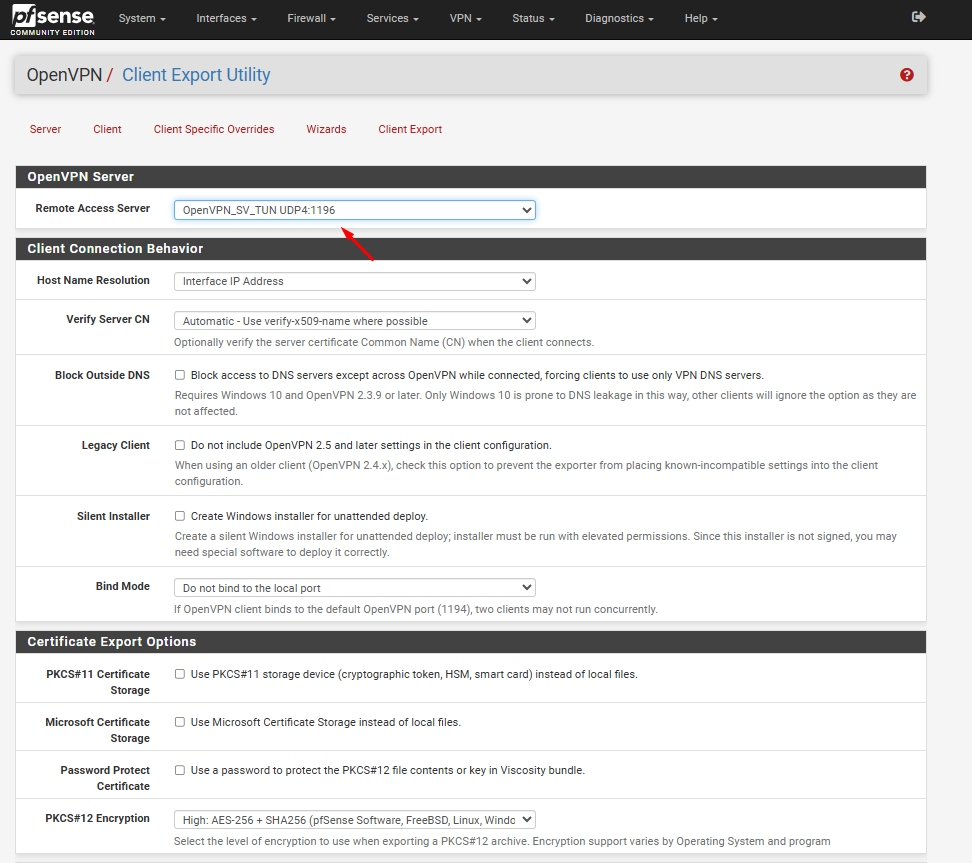 pfsense
COMMUNITY EDITION
System Interfaces Firewall Services VPN Status Diagnostics Help
OpenVPN / Client Export Utility
Server Client Client Specific Overrides Wizards Client Export
OpenVPN Server
Remote Access Server
OpenVPN_SV_TUN UDP4:1196
Client Connection Behavior
Host Name Resolution
Interface IP Address
Verify Server CN
Automatic - Use verify-x509-name where possible
Optionally verify the server certificate Common Name (CN) when the client connects.
Block Outside DNS
Block access to DNS servers except across OpenVPN while connected, forcing clients to use only VPN DNS servers.
Requires Windows 10 and OpenVPN 2.3.9 or later. Only Windows 10 is prone to DNS leakage in this way, other clients will ignore the option as they are
not affected.
Legacy Client
Do not include OpenVPN 2.5 and later settings in the client configuration.
When using an older client (OpenVPN 2.4.x), check this option to prevent the exporter from placing known-incompatible settings into the client
configuration.
Silent Installer
Create Windows installer for unattended deploy.
Create a silent Windows installer for unattended deploy; installer must be run with elevated permissions. Since this installer is not signed, you may
need special software to deploy it correctly.
Bind Mode
Do not bind to the local port
If OpenVPN client binds to the default OpenVPN port (1194), two clients may not run concurrently.
Certificate Export Options
PKCS#11 Certificate
Storage
Use PKCS#11 storage device (cryptographic token, HSM, smart card) instead of local files.
Microsoft Certificate
Storage
Use Microsoft Certificate Storage instead of local files.
Password Protect
Certificate
Use a password to protect the PKCS#12 file contents or key in Viscosity bundle.
PKCS#12 Encryption
High: AES-256 + SHA256 (pfSense Software, FreeBSD, Linux, Windo
Select the level of encryption to use when exporting a PKCS#12 archive. Encryption support varies by Operating System and program